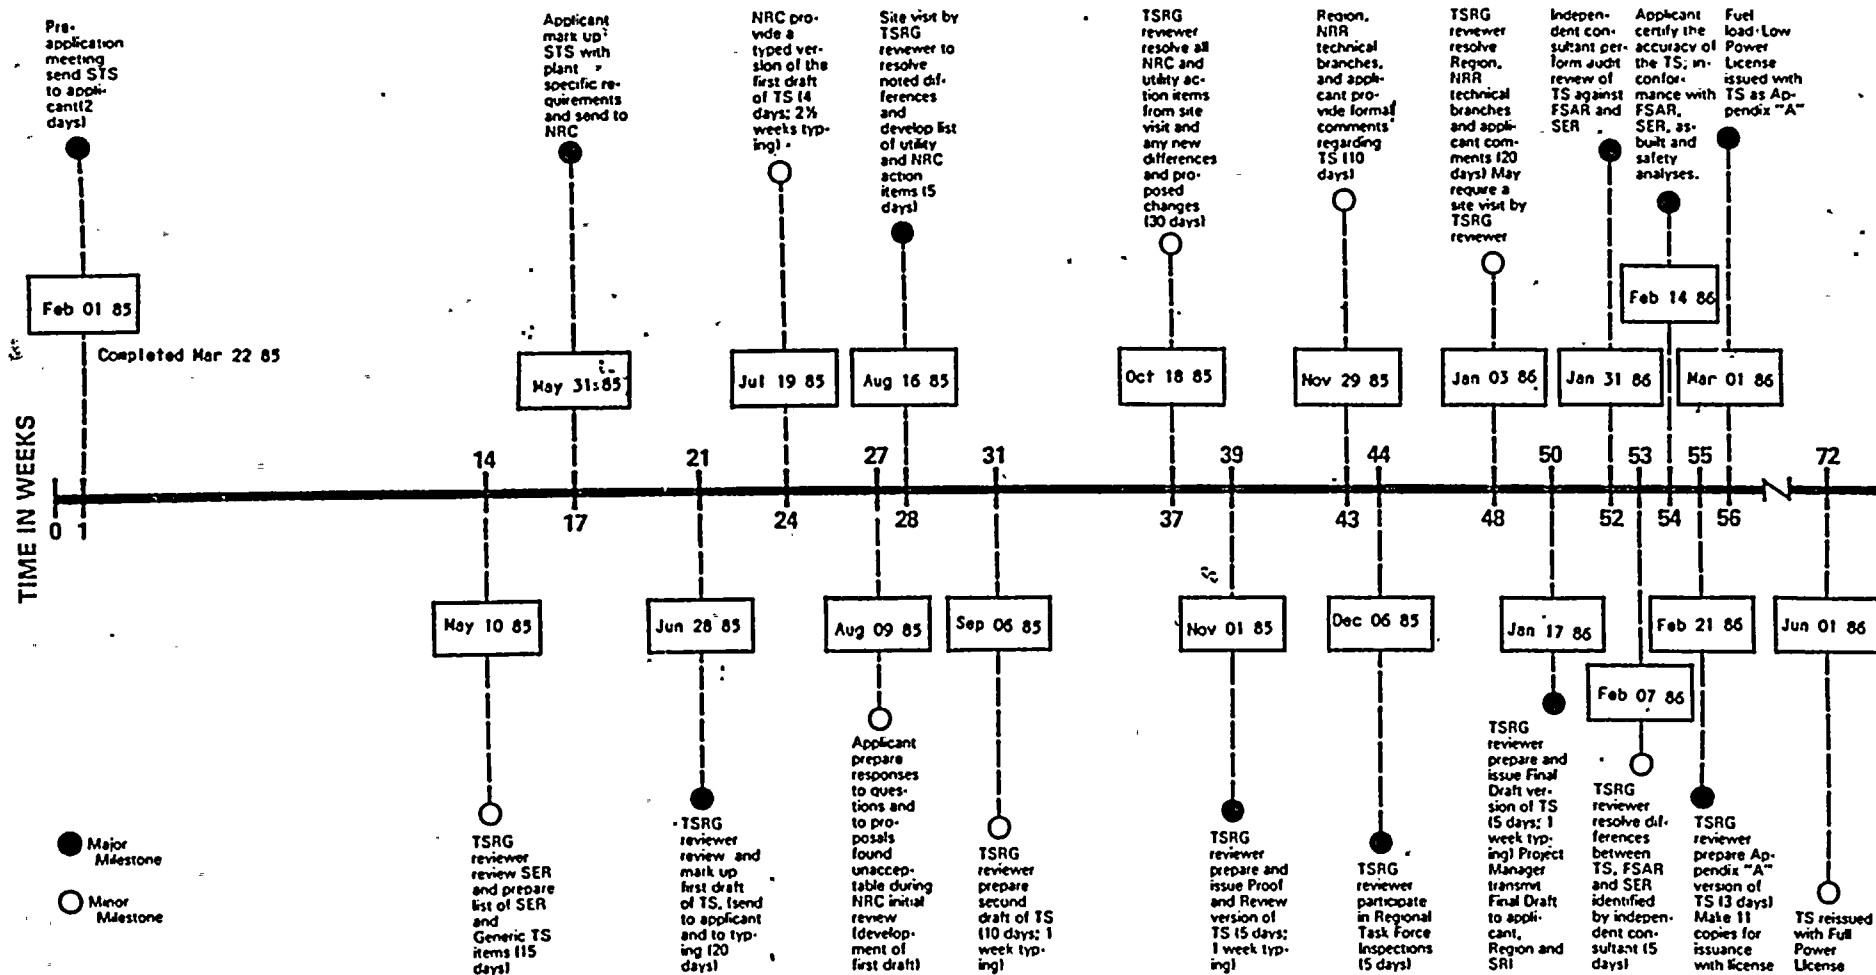 Pre-
application
meeting
send STS
to appli-
cant(2
days)
Applicant
mark up
STS with
plant
specific re-
quirements
and send to
NRC
NRC pro-
vide a
typed ver-
sion of the
first draft
of TS (4
days; 2½
weeks typ-
ing)
Site visit by
TSRG
reviewer to
resolve
noted dif-
ferences
and
develop list
of utility
and NRC
action
items (5
days)
TSRG
reviewer
resolve all
NRC and
utility ac-
tion items
from site
visit and
any new
differences
and pro-
posed
changes
(30 days)
Region,
NRR
technical
branches,
and appli-
cant pro-
vide formal
comments
regarding
TS (10
days)
TSRG
reviewer
resolve
Region,
NRR
technical
branches
and appli-
cant com-
ments (20
days) May
require a
site visit by
TSRG
reviewer
Indepen-
dent con-
sultant per-
form audit
review of
TS against
FSAR and
SER
Applicant
certify the
accuracy of
the TS; in-
confor-
mance with
FSAR,
SER, as-
built and
safety
analyses.
Fuel
load-Low
Power
License
issued with
TS as Ap-
pendix "A"
Feb 01 85
Completed Mar 22 85
May 31 85
Jul 19 85
Aug 16 85
Oct 18 85
Nov 29 85
Jan 03 86
Jan 31 86
Feb 14 86
Mar 01 86
TIME IN WEEKS
14
21
27
31
39
44
50
53
55
72
0
1
17
24
28
37
43
48
52
54
56
May 10 85
Jun 28 85
Aug 09 85
Sep 06 85
Nov 01 85
Dec 06 85
Jan 17 86
Feb 07 86
Feb 21 86
Jun 01 86
Major
Milestone
Minor
Milestone
TSRG
reviewer
review SER
and prepare
list of SER
and
Generic TS
items (15
days)
TSRG
reviewer
review and
mark up
first draft
of TS, (send
to applicant
and to typ-
ing (20
days)
Applicant
prepare
responses
to ques-
tions and
to pro-
posals
found
unaccep-
table during
NRC initial
review
(develop-
ment of
first draft)
TSRG
reviewer
prepare
second
draft of TS
(10 days; 1
week typ-
ing)
TSRG
reviewer
prepare and
issue Proof
and Review
version of
TS (5 days;
1 week typ-
ing)
TSRG
reviewer
participate
in Regional
Task Force
Inspections
(5 days)
TSRG
reviewer
prepare and
issue Final
Draft ver-
sion of TS
(5 days; 1
week typ-
ing) Project
Manager
transmit
Final Draft
to appli-
cant,
Region and
SRI
TSRG
reviewer
resolve dif-
ferences
between
TS, FSAR
and SER
identified
by indepen-
dent con-
sultant (5
days)
TSRG
reviewer
prepare Ap-
pendix "A"
version of
TS (3 days)
Make 11
copies for
issuance
with license
TS reissued
with Full
Power
License